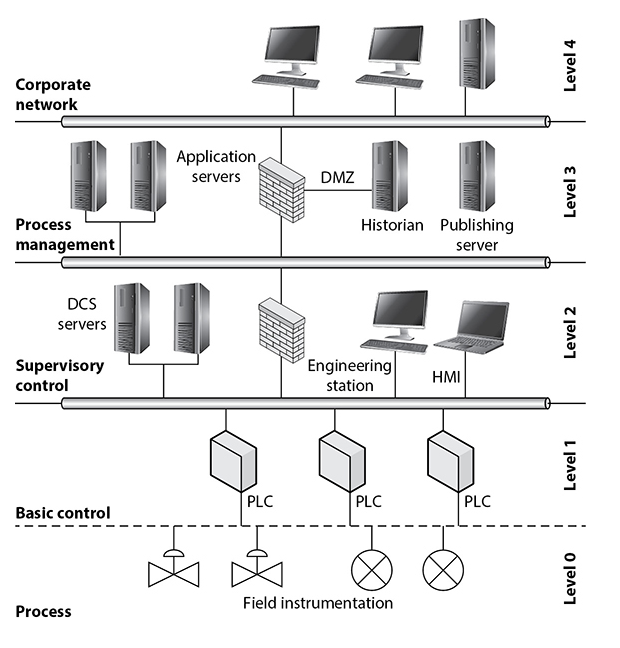 Level 4
Corporate
network
Application
servers
DMZ
Level 3
Historian
Publishing
server
Process
management
DCS
servers
Level 2
Engineering
station
HMI
Supervisory
control
Level 1
PLC
PLC
PLC
Basic control
Level 0
Field instrumentation
Process